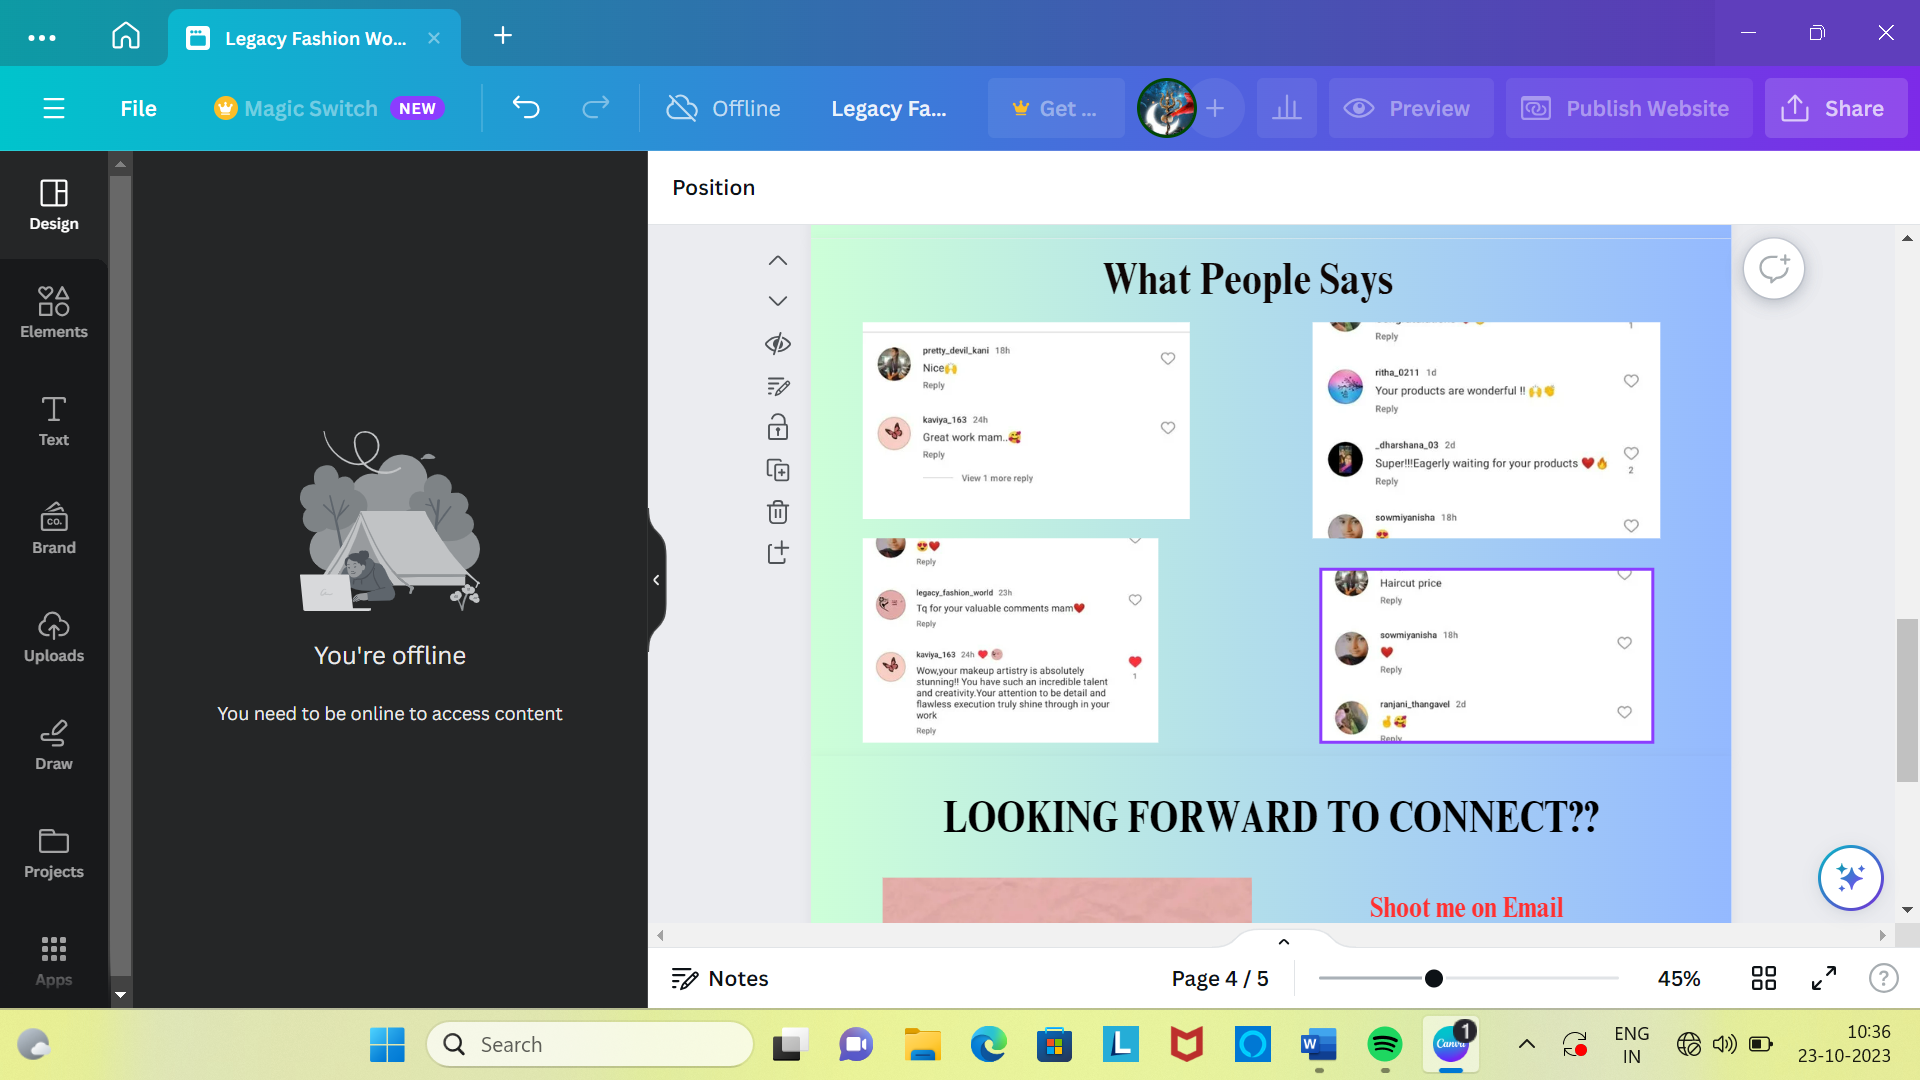 Legacy Fashion Wo...
File
Magic Switch NEW
Offline
Legacy Fa...
Get ...
Preview
Publish Website
Share
Design
Elements
Text
CO.
Brand
Uploads
Draw
Projects
Apps
You're offline
You need to be online to access content
Position
What People Says
pretty_devil_kani 18h
Nice🙌
Reply
kaviya_163 24h
Great work mam..🥰
Reply
View 1 more reply
1
Reply
ritha_0211 1d
Your products are wonderful !! 🙌👏
Reply
_dharshana_03 2d
Super!!!Eagerly waiting for your products ❤️🔥
2
Reply
sowmiyanisha 18h
😍
😍❤️
Reply
legacy_fashion_world 23h
Tq for your valuable comments mam❤️
Reply
kaviya_163 24h ❤️
Wow,your makeup artistry is absolutely
stunning!! You have such an incredible talent
and creativity.Your attention to be detail and
flawless execution truly shine through in your
work
1
Reply
Haircut price
Reply
sowmiyanisha 18h
❤️
Reply
ranjani_thangavel 2d
🤞🥰
Reply
LOOKING FORWARD TO CONNECT??
Shoot me on Email
Notes
Page 4 / 5
45%
Search
L
W
Canva
1
ENG
IN
10:36
23-10-2023